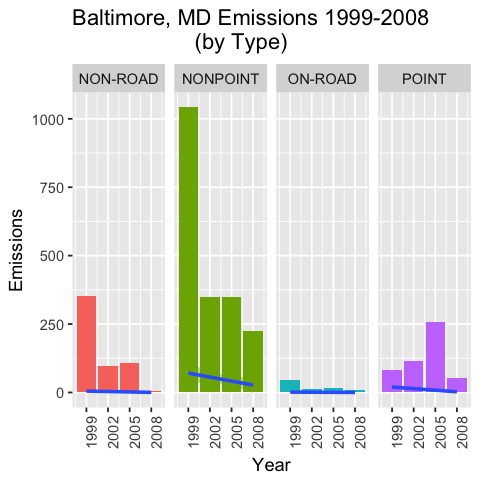 Baltimore, MD Emissions 1999-2008
(by Type)
NON-ROAD NONPOINT ON-ROAD POINT
1000
750
500
250
0
Emissions
1999 2002 2005 2008 1999 2002 2005 2008 1999 2002 2005 2008 1999 2002 2005 2008
Year